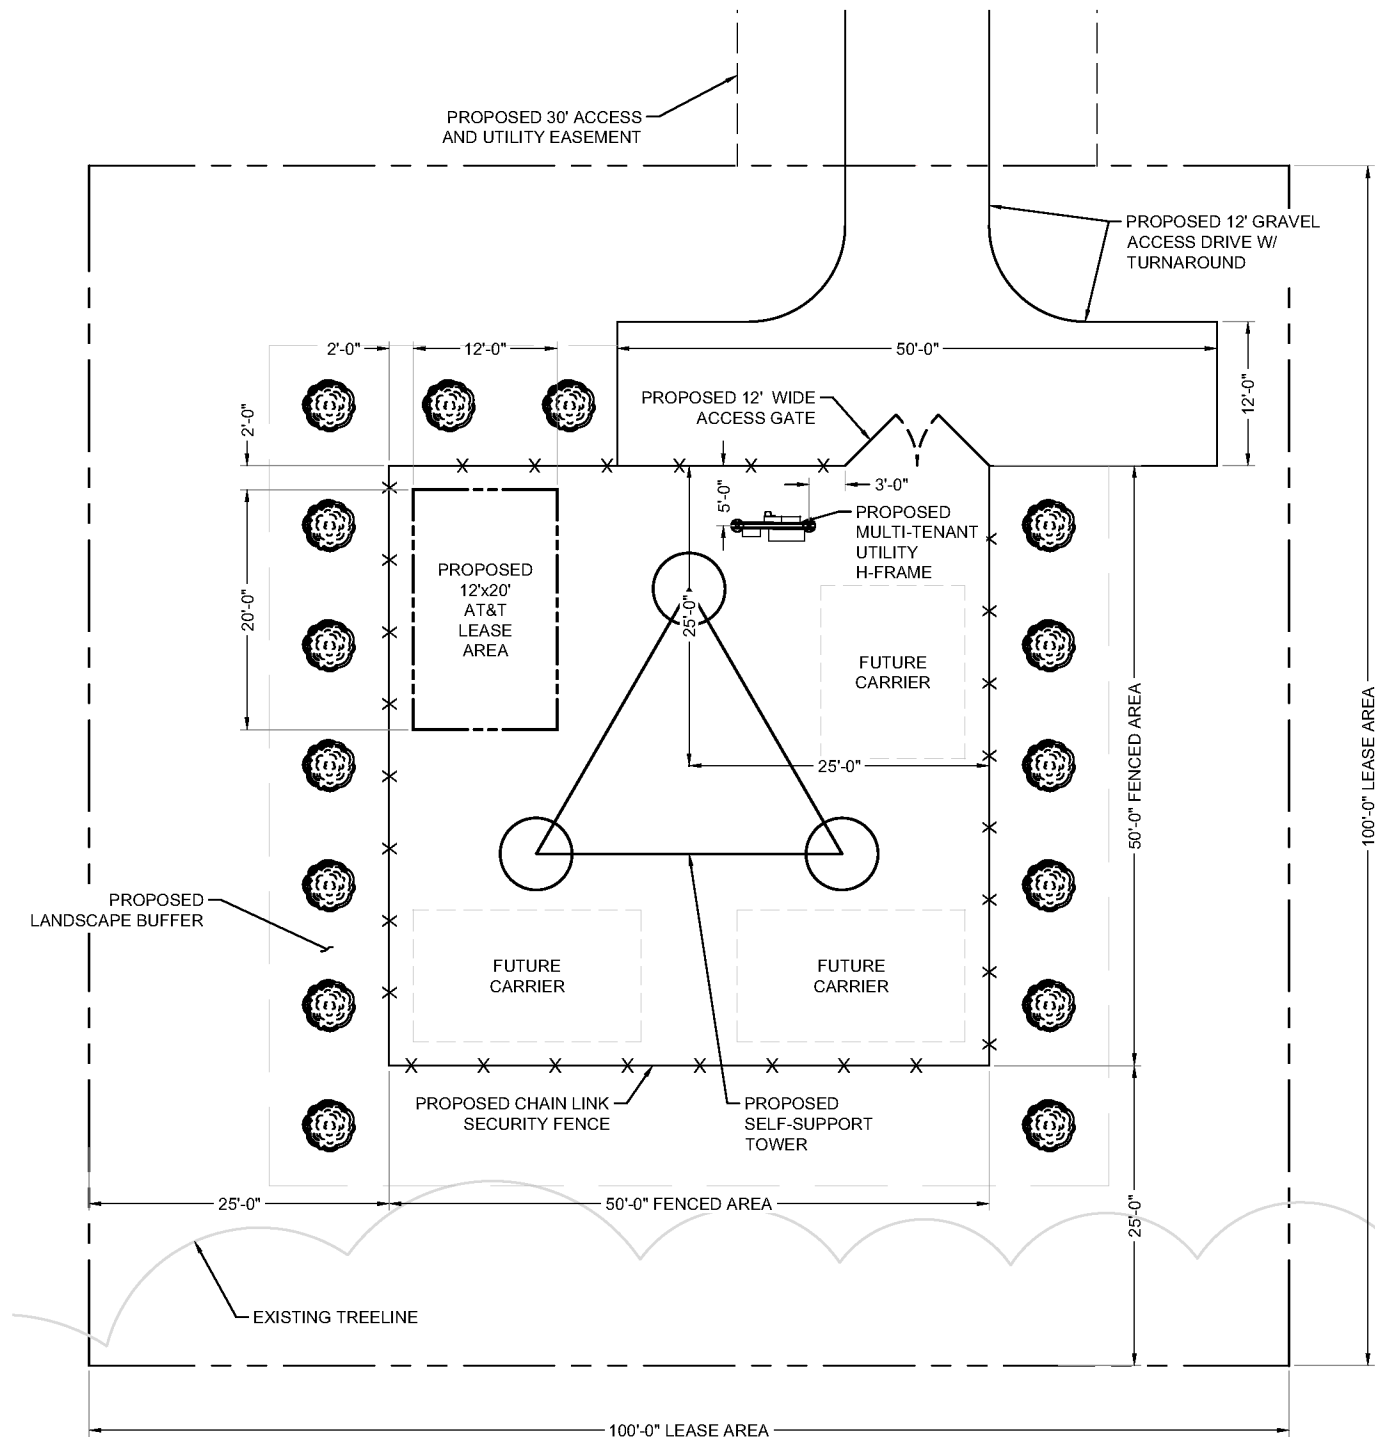 PROPOSED 30' ACCESS
AND UTILITY EASEMENT
PROPOSED 12' GRAVEL
ACCESS DRIVE W/
TURNAROUND
2'-0"
12'-0"
50'-0"
12'-0"
PROPOSED 12' WIDE
ACCESS GATE
2'-0"
5'-0"
3'-0"
PROPOSED
MULTI-TENANT
UTILITY
H-FRAME
PROPOSED
12'x20'
AT&T
LEASE
AREA
20'-0"
25'-0"
FUTURE
CARRIER
25'-0"
50'-0" FENCED AREA
100'-0" LEASE AREA
PROPOSED
LANDSCAPE BUFFER
FUTURE
CARRIER
FUTURE
CARRIER
PROPOSED CHAIN LINK
SECURITY FENCE
PROPOSED
SELF-SUPPORT
TOWER
25'-0"
50'-0" FENCED AREA
25'-0"
EXISTING TREELINE
100'-0" LEASE AREA